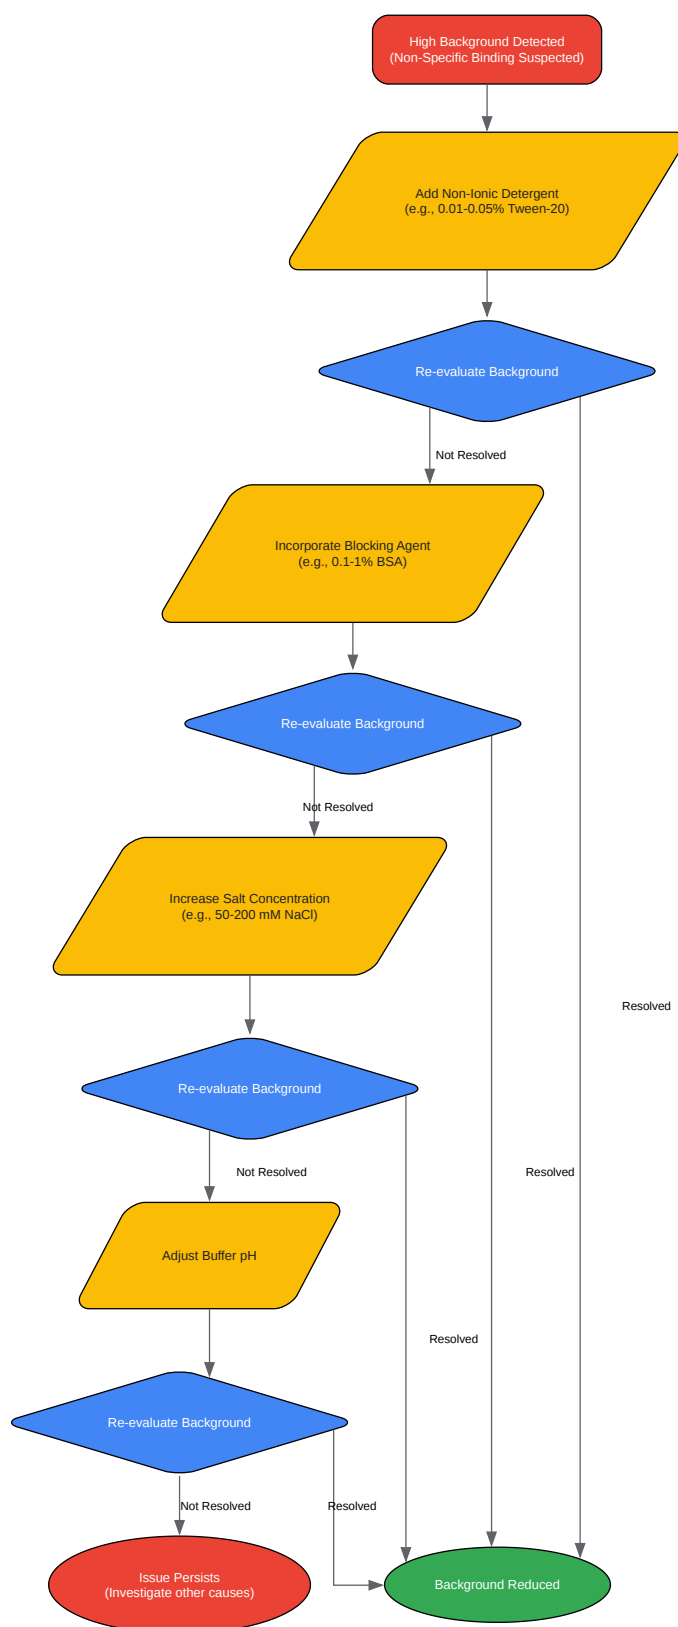 High Background Detected
(Non-Specific Binding Suspected)
Add Non-Ionic Detergent
(e.g., 0.01-0.05% Tween-20)
Re-evaluate Background
Not Resolved
Incorporate Blocking Agent
(e.g., 0.1-1% BSA)
Re-evaluate Background
Not Resolved
Increase Salt Concentration
(e.g., 50-200 mM NaCl)
Resolved
Re-evaluate Background
Not Resolved
Resolved
Adjust Buffer pH
Resolved
Re-evaluate Background
Not Resolved
Resolved
Issue Persists
(Investigate other causes)
Background Reduced